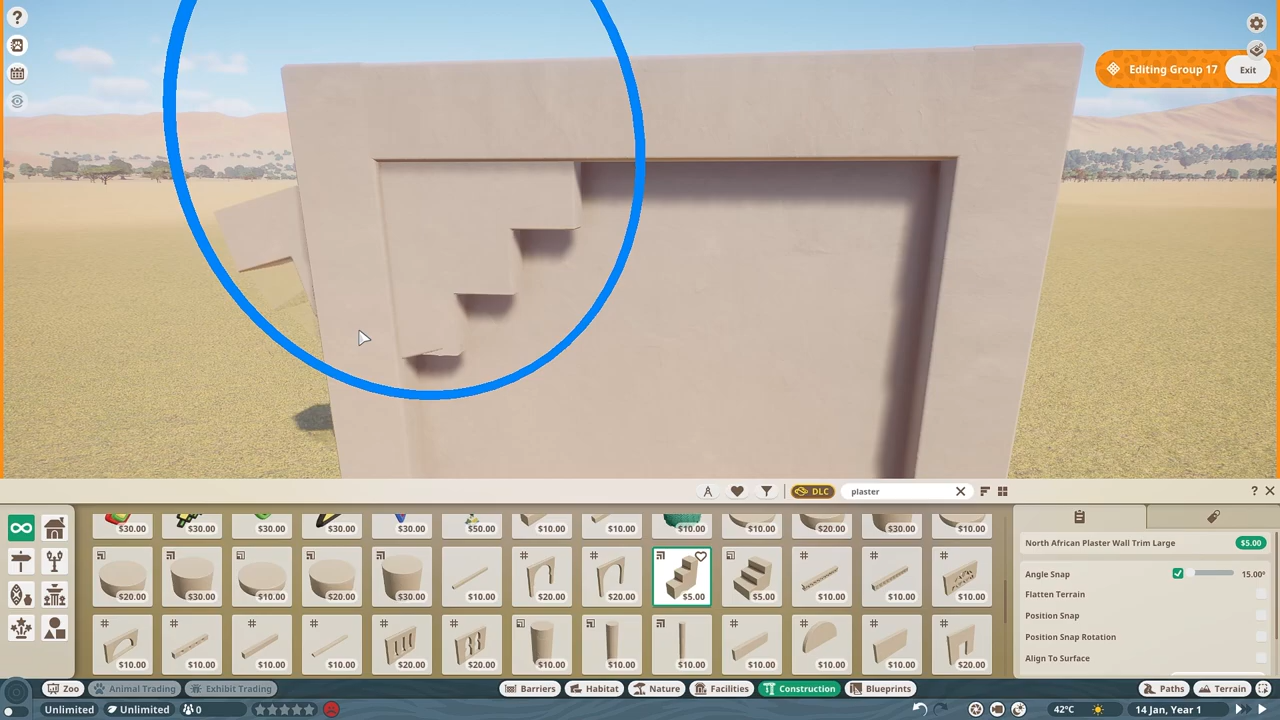 ?
Editing Group 17
Exit
DLC
plaster
? 
$30.00 $30.00 $30.00 $30.00 $30.00 $50.00 $10.00 $10.00 $10.00 $10.00 $20.00 $30.00 $10.00
$20.00 $30.00 $10.00 $20.00 $30.00 $10.00 $10.00 $10.00 $5.00 $5.00 $10.00 $10.00 $10.00
$10.00 $10.00 $10.00 $10.00 $20.00 $20.00 $30.00 $10.00 $10.00 $10.00 $10.00 $10.00 $20.00
North African Plaster Wall Trim Large $5.00
Angle Snap 15.00°
Flatten Terrain
Position Snap
Position Snap Rotation
Align To Surface
Zoo Animal Trading Exhibit Trading Barriers Habitat Nature Facilities Construction Blueprints Paths Terrain
Unlimited Unlimited 0 42°C 14 Jan, Year 1